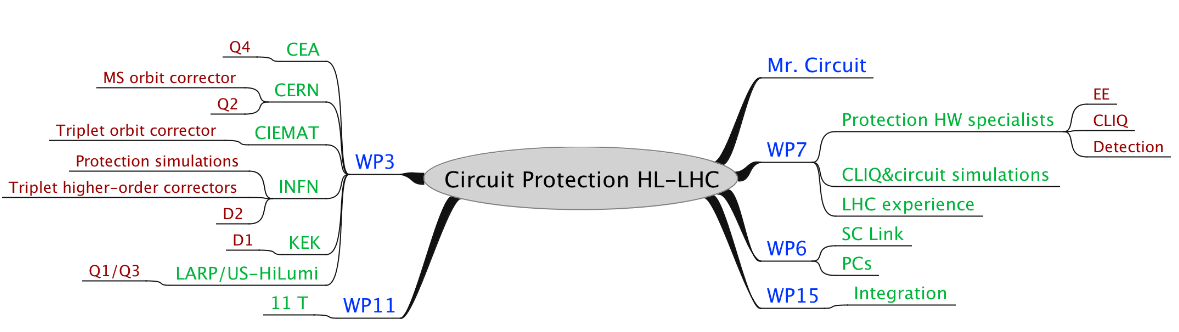 Circuit Protection HL-LHC
WP3
CEA
Q4
CERN
MS orbit corrector
Q2
CIEMAT
Triplet orbit corrector
INFN
Protection simulations
Triplet higher-order correctors
D2
KEK
D1
LARP/US-HiLumi
Q1/Q3
WP11
11 T
Mr. Circuit
WP7
Protection HW specialists
EE
CLIQ
Detection
CLIQ&circuit simulations
LHC experience
WP6
SC Link
PCs
WP15
Integration